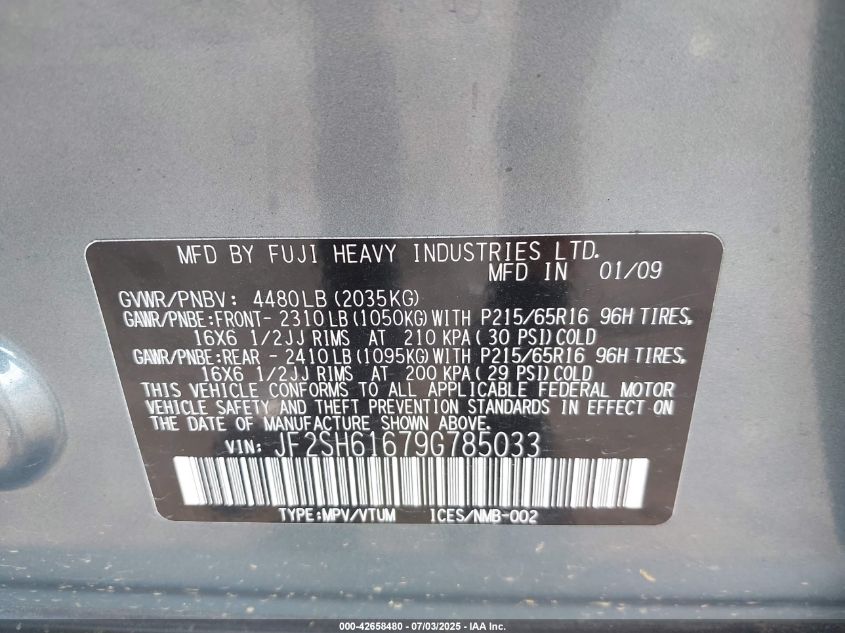 MFD BY FUJI HEAVY INDUSTRIES LTD.
MFD IN 01/09
GVWR/PNBV: 4480LB (2035KG)
GAWR/PNBE:FRONT- 2310 LB (1050KG) WITH P215/65R16 96H TIRES,
16X6 1/2JJ RIMS AT 210 KPA ( 30 PSI) COLD
GAWR/PNBE:REAR - 2410 LB (1095KG) WITH P215/65R16 96H TIRES,
16X6 1/2JJ RIMS AT 200 KPA ( 29 PSI) COLD
THIS VEHICLE CONFORMS TO ALL APPLICABLE FEDERAL MOTOR
VEHICLE SAFETY AND THEFT PREVENTION STANDARDS IN EFFECT ON
THE DATE OF MANUFACTURE SHOWN ABOVE.
VIN: JF2SH61679G785033
TYPE:MPV/VTUM ICES/NMB-002
000-42658480 - 07/03/2025 - IAA Inc.